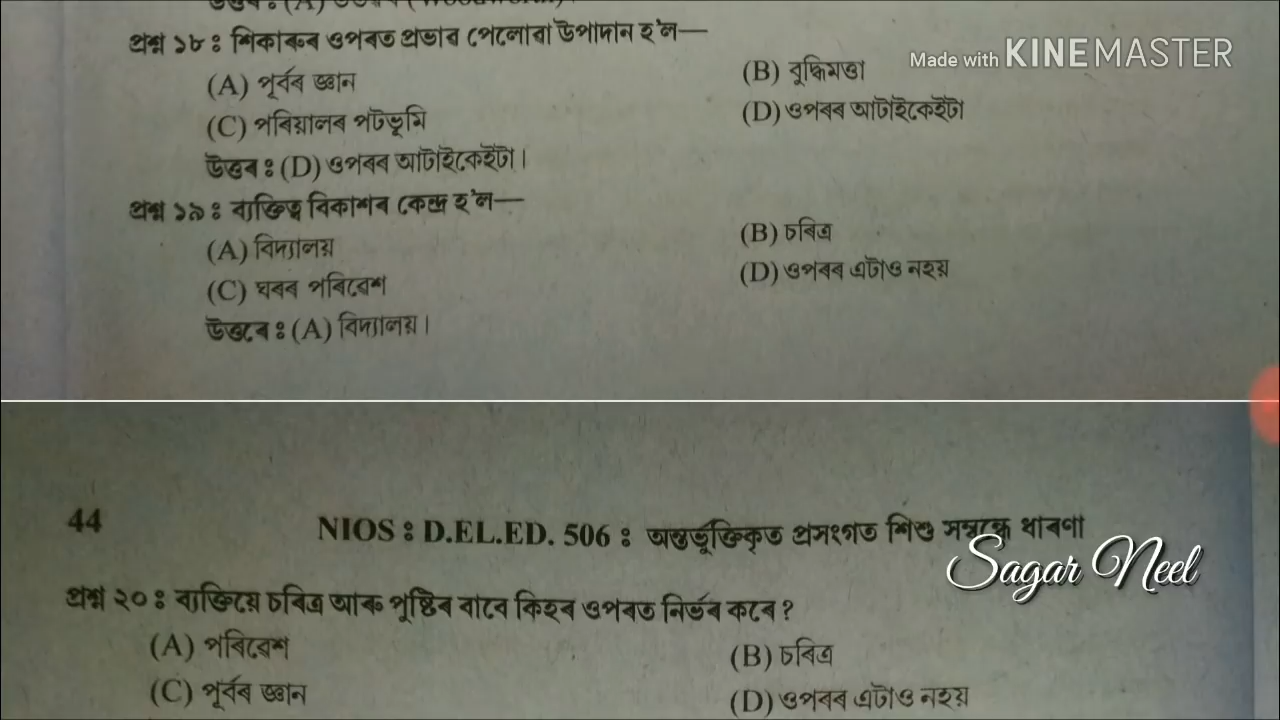 প্ৰশ্ন ১৮ : শিকাৰুৰ ওপৰত প্ৰভাৱ পেলোৱা উপাদান হ'ল—
Made with KINEMASTER
(A) পূৰ্বৰ জ্ঞান
(B) বুদ্ধিমত্তা
(C) পৰিয়ালৰ পটভূমি
(D) ওপৰৰ আটাইকেইটা
উত্তৰ : (D) ওপৰৰ আটাইকেইটা।
প্ৰশ্ন ১৯ : ব্যক্তিত্ব বিকাশৰ কেন্দ্ৰ হ'ল—
(A) বিদ্যালয়
(B) চৰিত্ৰ
(C) ঘৰৰ পৰিৱেশ
(D) ওপৰৰ এটাও নহয়
উত্তৰে : (A) বিদ্যালয়।
44
NIOS : D.EL.ED. 506 : অন্তৰ্ভূক্তিকৃত প্ৰসংগত শিশু সম্বন্ধে ধাৰণা
Sagar Neel
প্ৰশ্ন ২০ : ব্যক্তিয়ে চৰিত্ৰ আৰু পুষ্টিৰ বাবে কিহৰ ওপৰত নিৰ্ভৰ কৰে ?
(A) পৰিৱেশ
(B) চৰিত্ৰ
(C) পূৰ্বৰ জ্ঞান
(D) ওপৰৰ এটাও নহয়